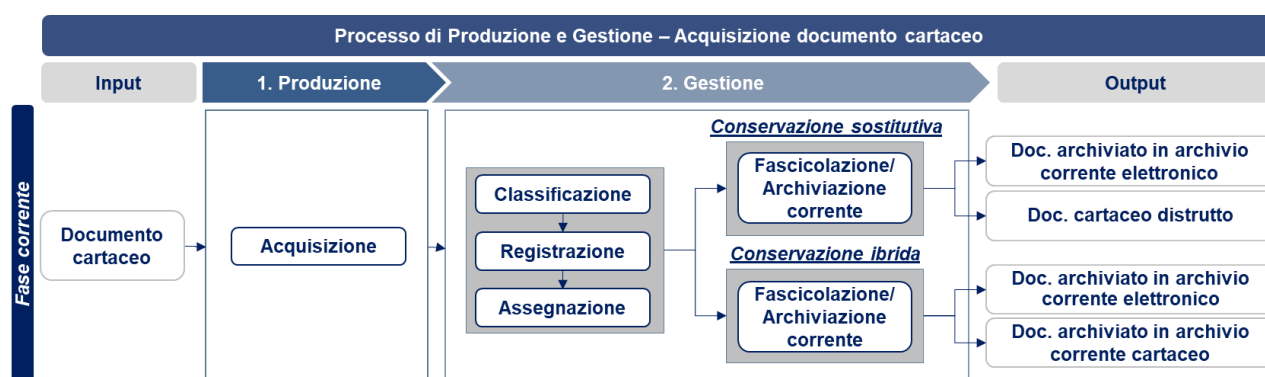 Processo di Produzione e Gestione – Acquisizione documento cartaceo
Input
1. Produzione
2. Gestione
Output
Fase corrente
Documento
cartaceo
Acquisizione
Classificazione
Registrazione
Assegnazione
Conservazione sostitutiva
Fascicolazione/
Archiviazione
corrente
Conservazione ibrida
Fascicolazione/
Archiviazione
corrente
Doc. archiviato in archivio
corrente elettronico
Doc. cartaceo distrutto
Doc. archiviato in archivio
corrente elettronico
Doc. archiviato in archivio
corrente cartaceo